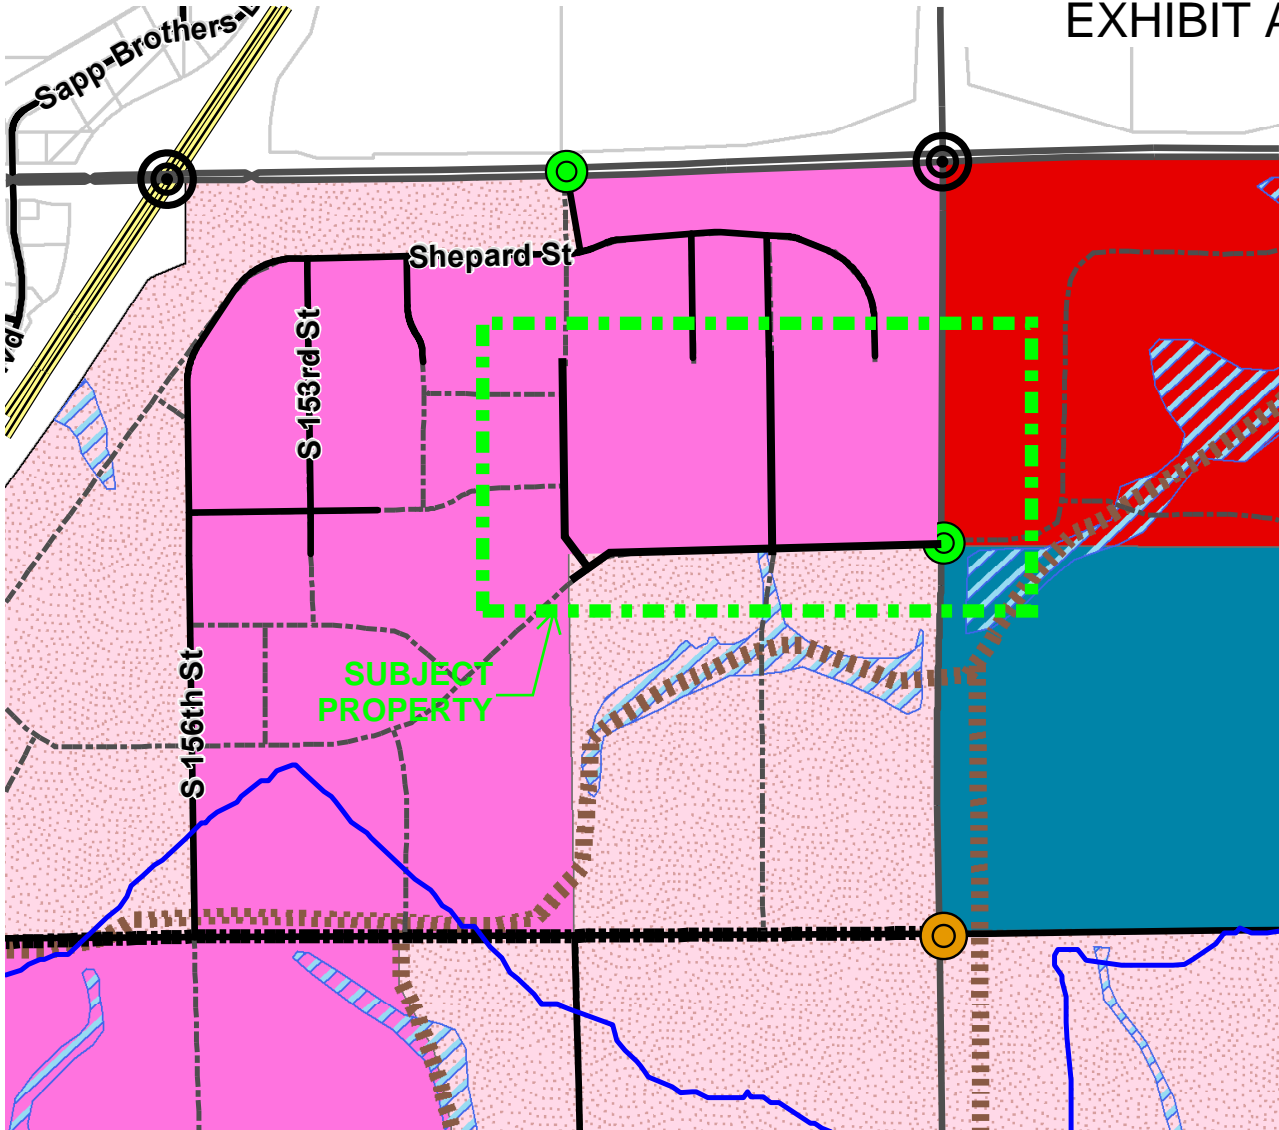 EXHIBIT A
Sapp-Brothers-
Shepard St
S-153rd-St
SUBJECT
PROPERTY
S-156th-St